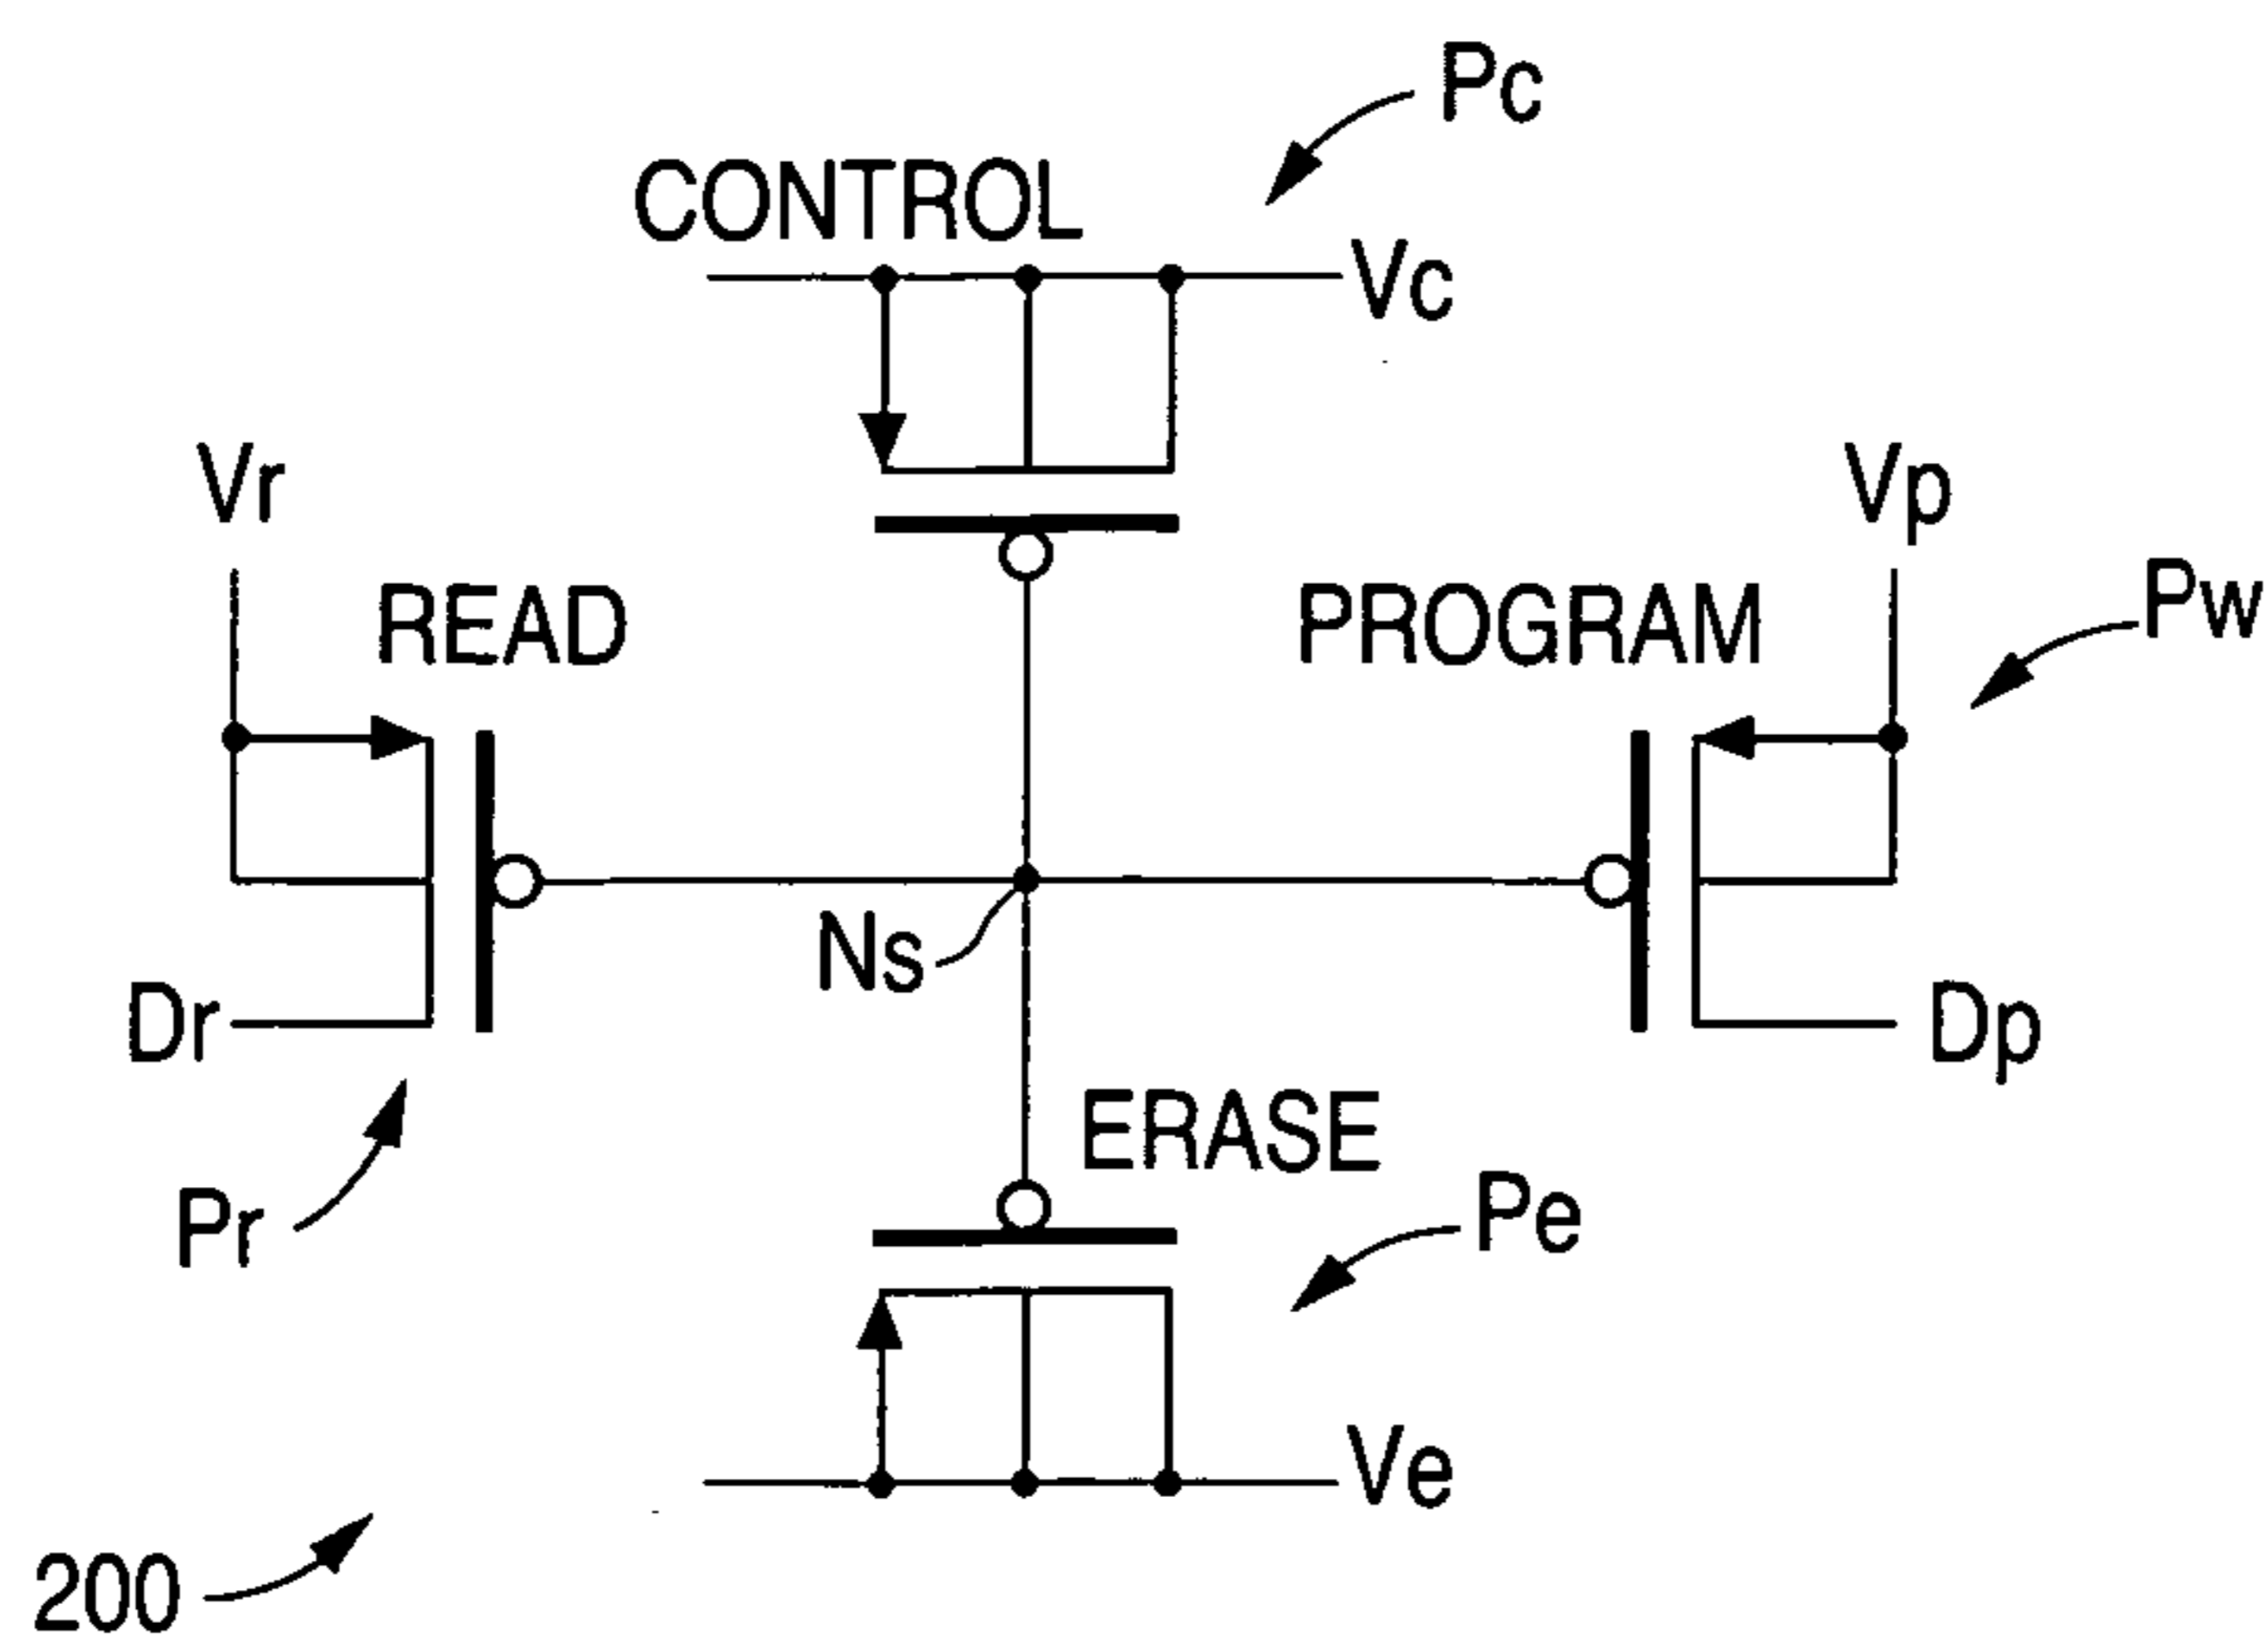 Pc
CONTROL
Vc
Vr
Vp
READ
PROGRAM
Pw
Ns
Dr
Dp
ERASE
Pr
Pe
Ve
200